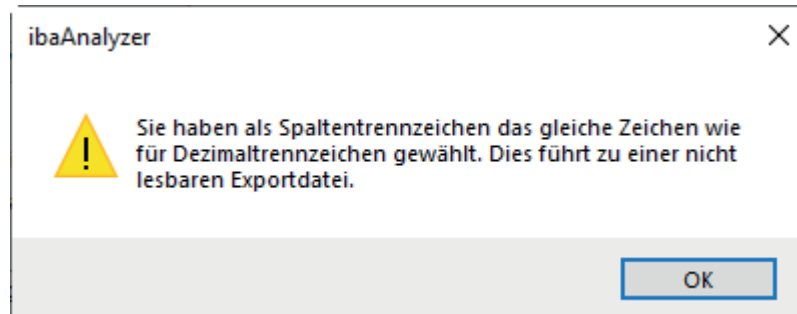 ibaAnalyzer
Sie haben als Spaltentrennzeichen das gleiche Zeichen wie
für Dezimaltrennzeichen gewählt. Dies führt zu einer nicht
lesbaren Exportdatei.
OK